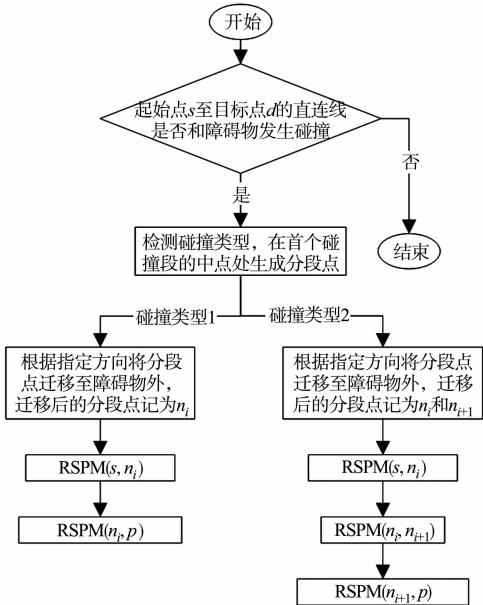 开始
起始点s至目标点d的直连线
是否和障碍物发生碰撞
否
是
结束
检测碰撞类型，在首个碰
撞段的中点处生成分段点
碰撞类型1
碰撞类型2
根据指定方向将分段
点迁移至障碍物外，
迁移后的分段点记为nᵢ
根据指定方向将分段点
迁移至障碍物外，迁移
后的分段点记为nᵢ和nᵢ₊₁
RSPM(s, nᵢ)
RSPM(nᵢ, p)
RSPM(s, nᵢ)
RSPM(nᵢ, nᵢ₊₁)
RSPM(nᵢ₊₁, p)